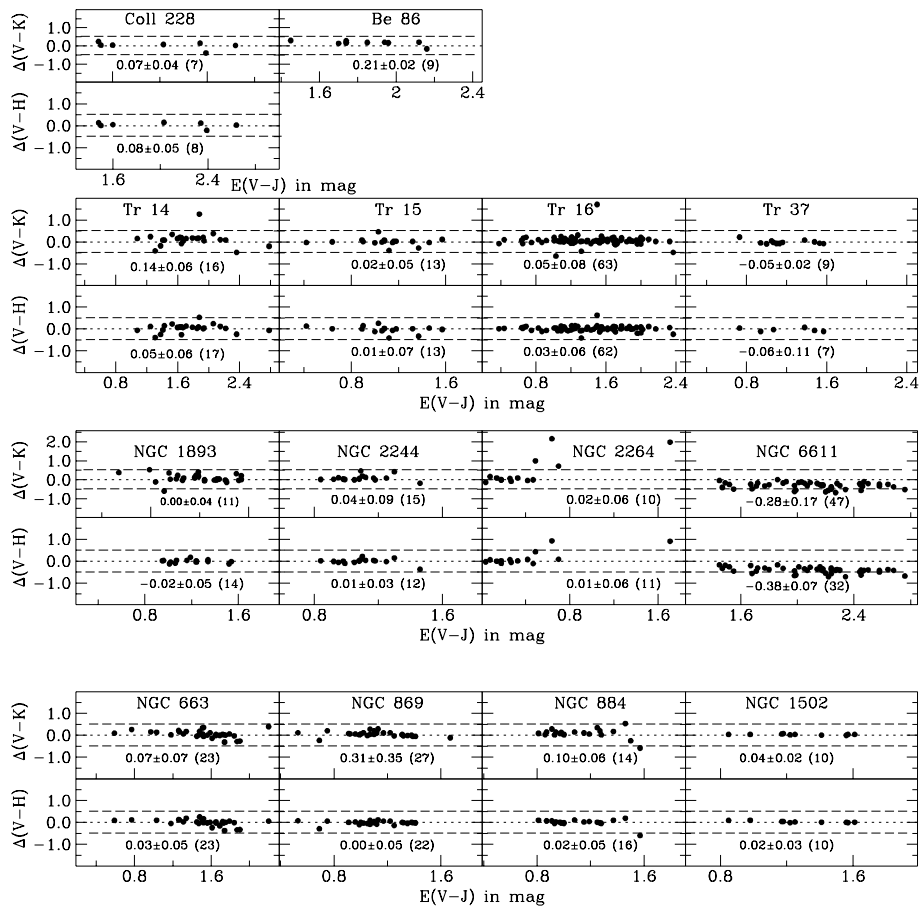 Coll 228 Be 86
1.0
Δ(V−K) 0.0
−1.0
0.07±0.04 (7) 0.21±0.02 (9)
1.6 2 2.4
1.0
Δ(V−H) 0.0
−1.0
0.08±0.05 (8)
1.6 2.4
E(V−J) in mag
Tr 14 Tr 15 Tr 16 Tr 37
1.0
Δ(V−K) 0.0
−1.0
0.14±0.06 (16) 0.02±0.05 (13) 0.05±0.08 (63) −0.05±0.02 (9)
1.0
Δ(V−H) 0.0
−1.0
0.05±0.06 (17) 0.01±0.07 (13) 0.03±0.06 (62) −0.06±0.11 (7)
0.8 1.6 2.4 0.8 1.6 0.8 1.6 2.4 0.8 1.6
E(V−J) in mag E(V−J) in mag
2.0
NGC 1893 NGC 2244 NGC 2264 NGC 6611
1.0
Δ(V−K) 0.0
−1.0
0.00±0.04 (11) 0.04±0.09 (15) 0.02±0.06 (10) −0.28±0.17 (47)
1.0
Δ(V−H) 0.0
−1.0
−0.02±0.05 (14) 0.01±0.03 (12) 0.01±0.06 (11) −0.38±0.07 (32)
0.8 1.6 0.8 1.6 0.8 1.6 1.6 2.4
E(V−J) in mag
NGC 663 NGC 869 NGC 884 NGC 1502
1.0
Δ(V−K) 0.0
−1.0
0.07±0.07 (23) 0.31±0.35 (27) 0.10±0.06 (14) 0.04±0.02 (10)
1.0
Δ(V−H) 0.0
−1.0
0.03±0.05 (23) 0.00±0.05 (22) 0.02±0.05 (16) 0.02±0.03 (10)
0.8 1.6 0.8 1.6 0.8 1.6 0.8 1.6
E(V−J) in mag E(V−J) in mag